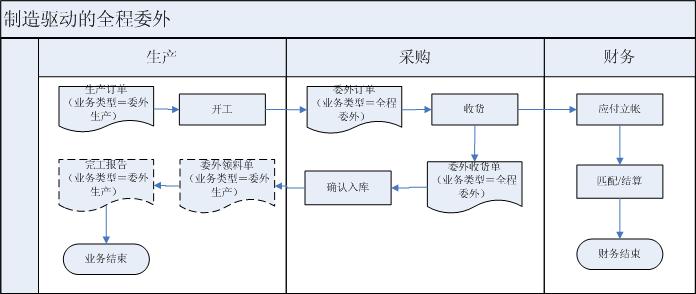 制造驱动的全程委外
生产
采购
财务
生产订单
（业务类型＝委外
生产）
开工
委外订单
（业务类型＝全程
委外）
收货
应付立帐
完工报告
（业务类型＝委外
生产）
委外领料单
（业务类型＝委外
生产）
确认入库
委外收货单
（业务类型＝全程
委外）
匹配/结算
业务结束
财务结束